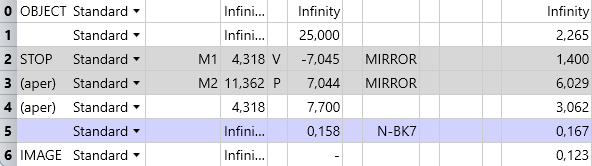 0 OBJECT Standard Infini... Infinity Infinity
1 Standard Infini... 25,000 2,265
2 STOP Standard M1 4,318 V -7,045 MIRROR 1,400
3 (aper) Standard M2 11,362 P 7,044 MIRROR 6,029
4 (aper) Standard 4,318 7,700 3,062
5 Standard Infini... 0,158 N-BK7 0,167
6 IMAGE Standard Infini... - 0,123